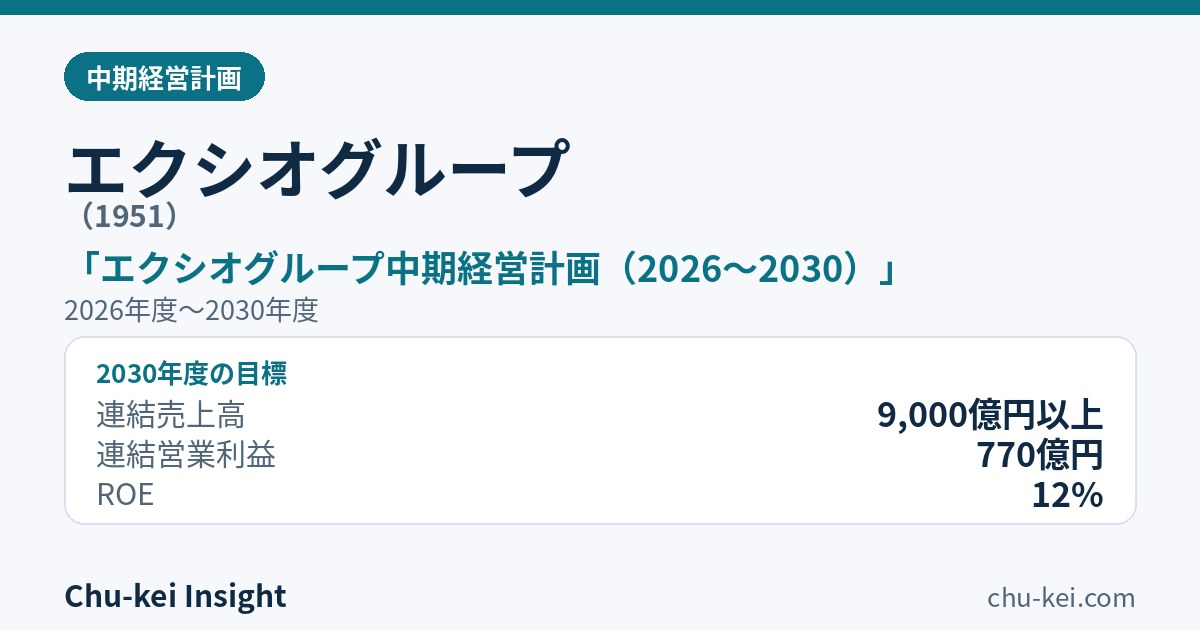 中期経営計画
エクシオグループ
（1951）
「エクシオグループ中期経営計画（2026〜2030）」
2026年度〜2030年度
2030年度の目標
連結売上高 9,000億円以上
連結営業利益 770億円
ROE 12%
Chu-kei Insight chu-kei.com